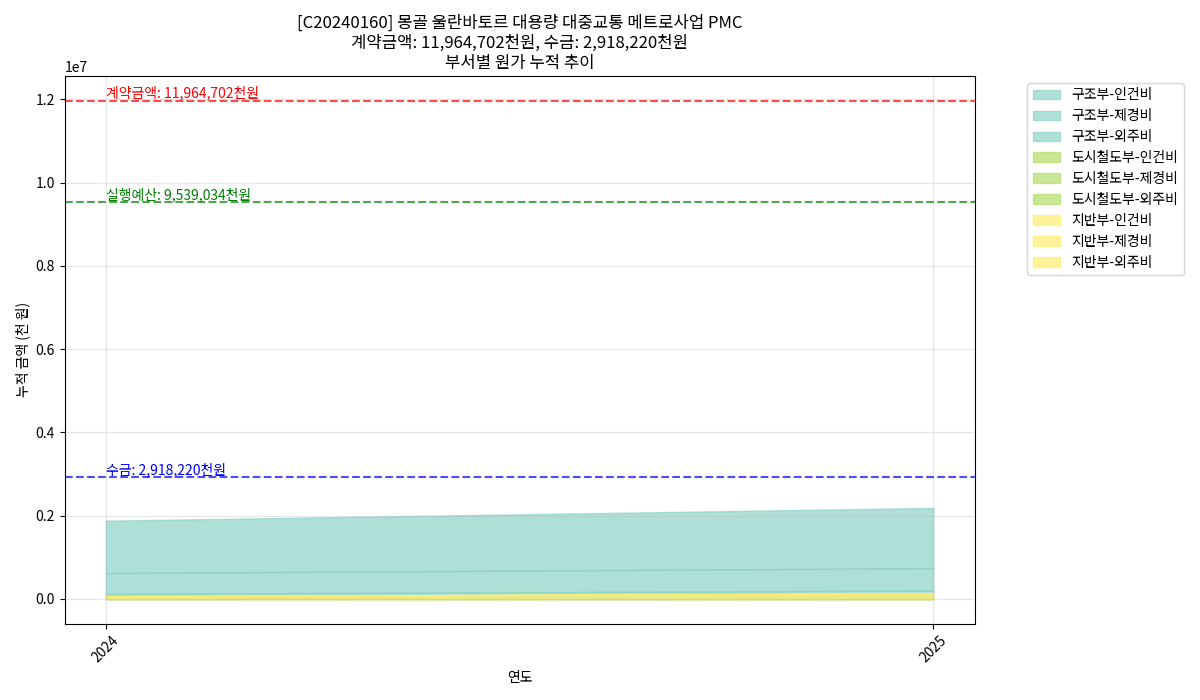 [C20240160] 몽골 울란바토르 대용량 대중교통 메트로사업 PMC
계약금액: 11,964,702천원, 수금: 2,918,220천원
부서별 원가 누적 추이
1e7
1.2
1.0
0.8
0.6
0.4
0.2
0.0
누적 금액 (천 원)
계약금액: 11,964,702천원
실행예산: 9,539,034천원
수금: 2,918,220천원
2024
2025
연도
구조부-인건비
구조부-제경비
구조부-외주비
도시철도부-인건비
도시철도부-제경비
도시철도부-외주비
지반부-인건비
지반부-제경비
지반부-외주비